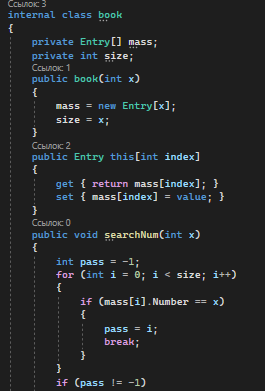 Ссылок: 3
internal class book
{
private Entry[] mass;
private int size;
Ссылок: 1
public book(int x)
{
mass = new Entry[x];
size = x;
}
Ссылок: 2
public Entry this[int index]
{
get { return mass[index]; }
set { mass[index] = value; }
}
Ссылок: 0
public void searchNum(int x)
{
int pass = -1;
for (int i = 0; i < size; i++)
{
if (mass[i].Number == x)
{
pass = i;
break;
}
}
if (pass != -1)